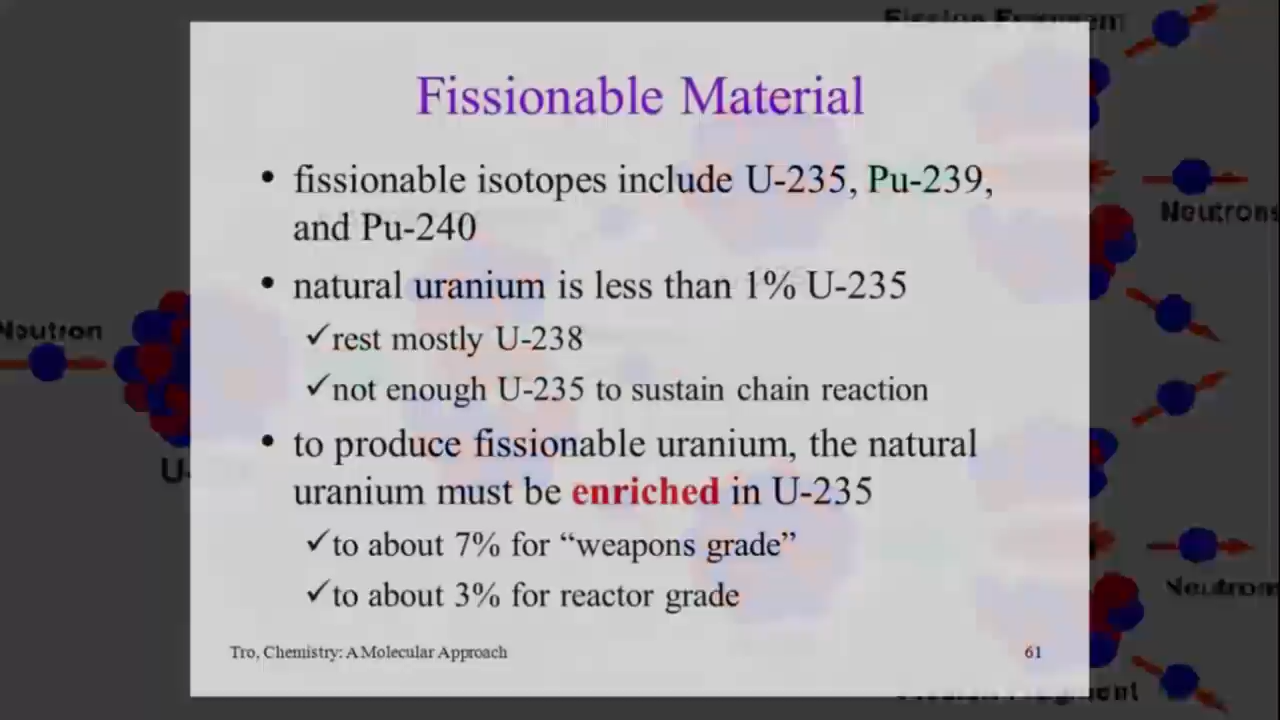 Fissionable Material
• fissionable isotopes include U-235, Pu-239,
and Pu-240
• natural uranium is less than 1% U-235
✓rest mostly U-238
✓not enough U-235 to sustain chain reaction
• to produce fissionable uranium, the natural
uranium must be enriched in U-235
✓to about 7% for “weapons grade”
✓to about 3% for reactor grade
Tro, Chemistry: A Molecular Approach
61
Neutron
Neutrons